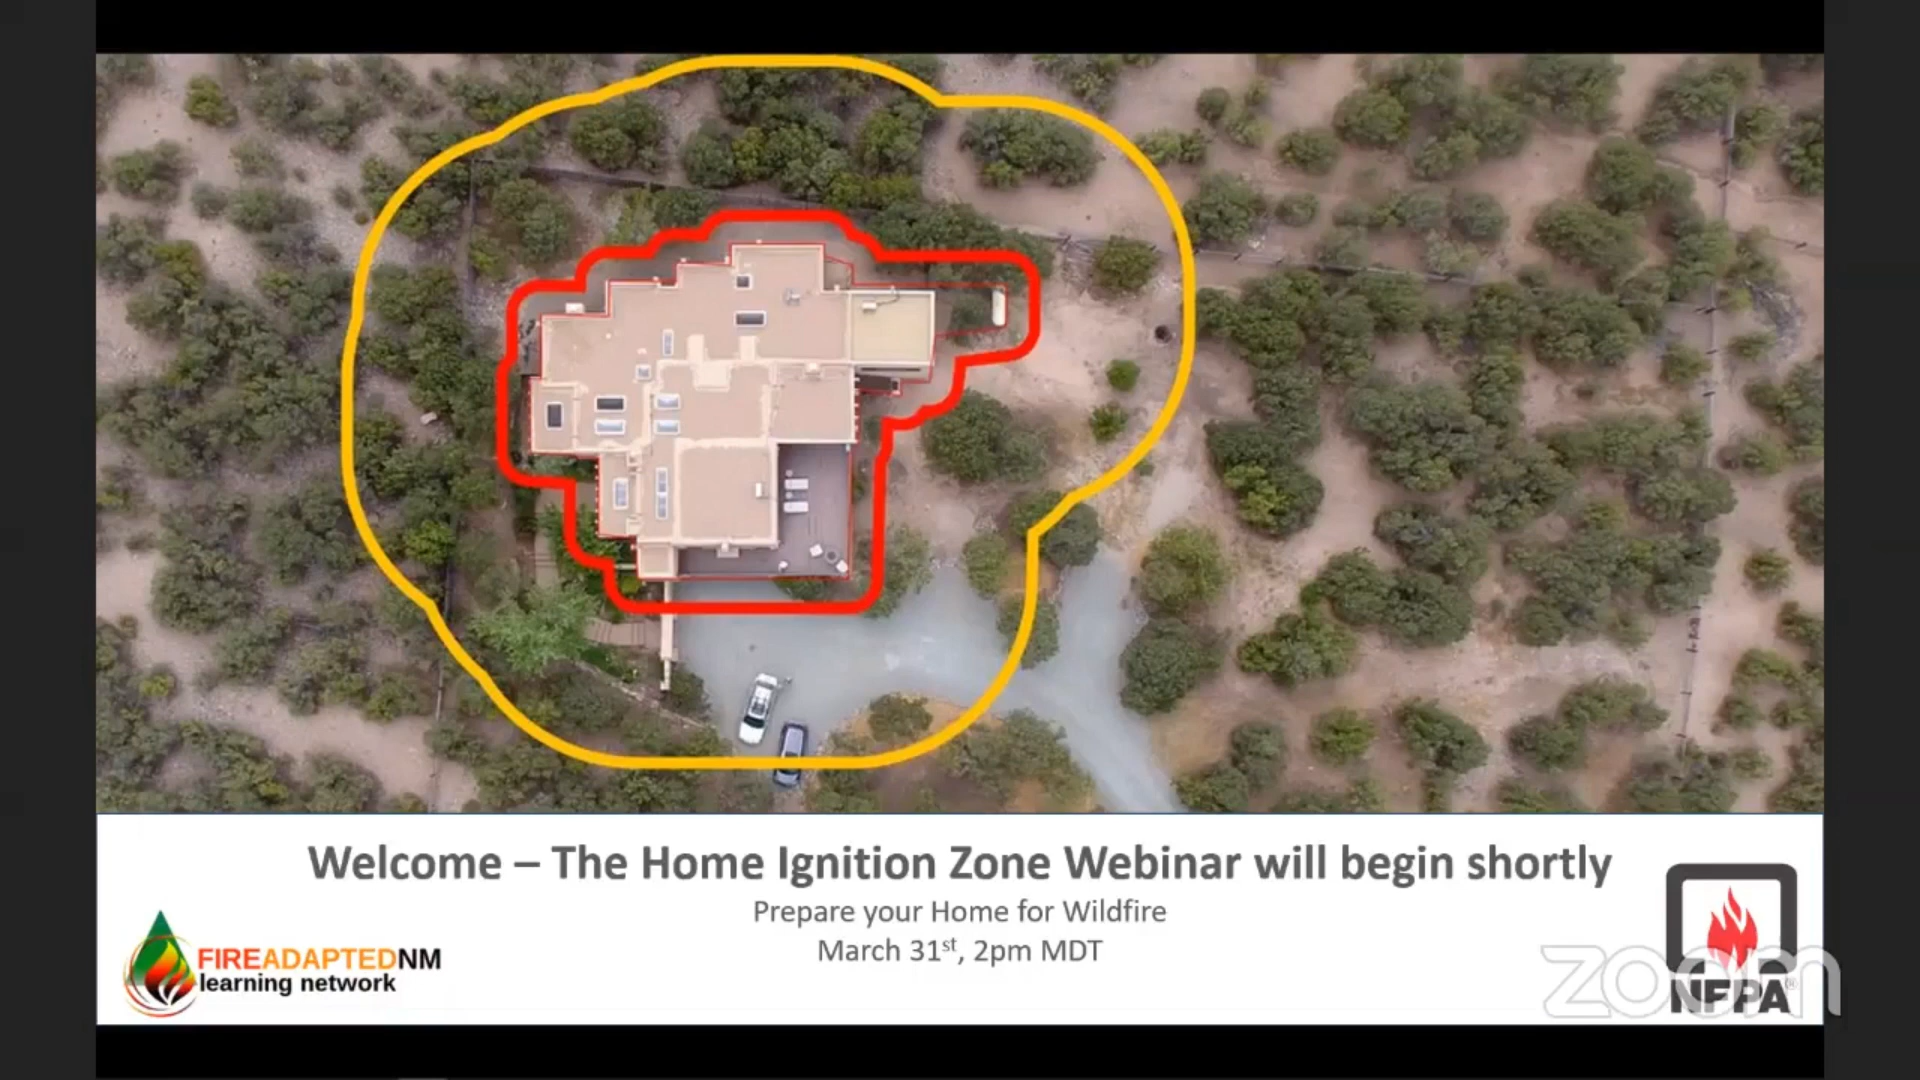 Welcome – The Home Ignition Zone Webinar will begin shortly
Prepare your Home for Wildfire
March 31st, 2pm MDT
FIREADAPTEDNM
learning network
NFPA®
zoom